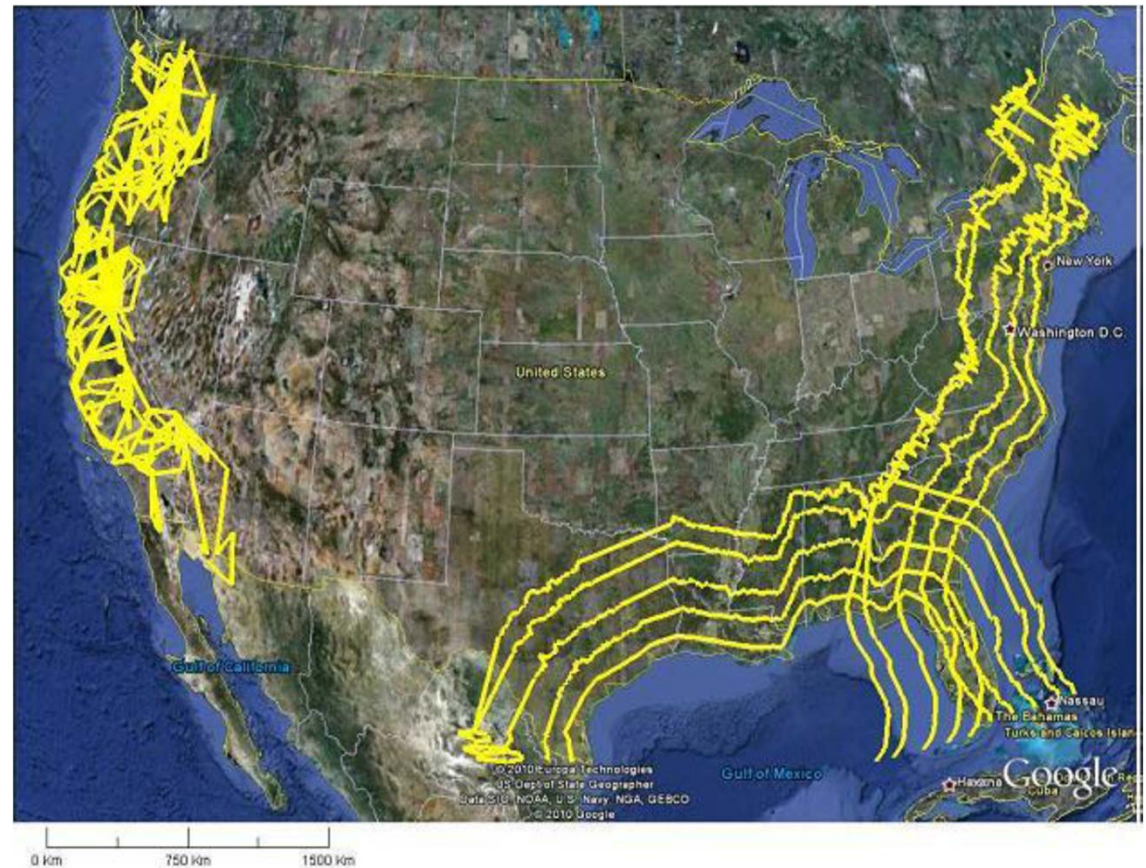 New York
Washington D.C.
United States
Gulf of California
Nassau
The Bahamas
Turks and Caicos Islan
© 2010 Europa Technologies
US Dept of State Geographer
Data SIO, NOAA, U.S. Navy, NGA, GEBCO
© 2010 Google
Gulf of Mexico
Havana
Google
Cuba
0 Km
750 Km
1500 Km